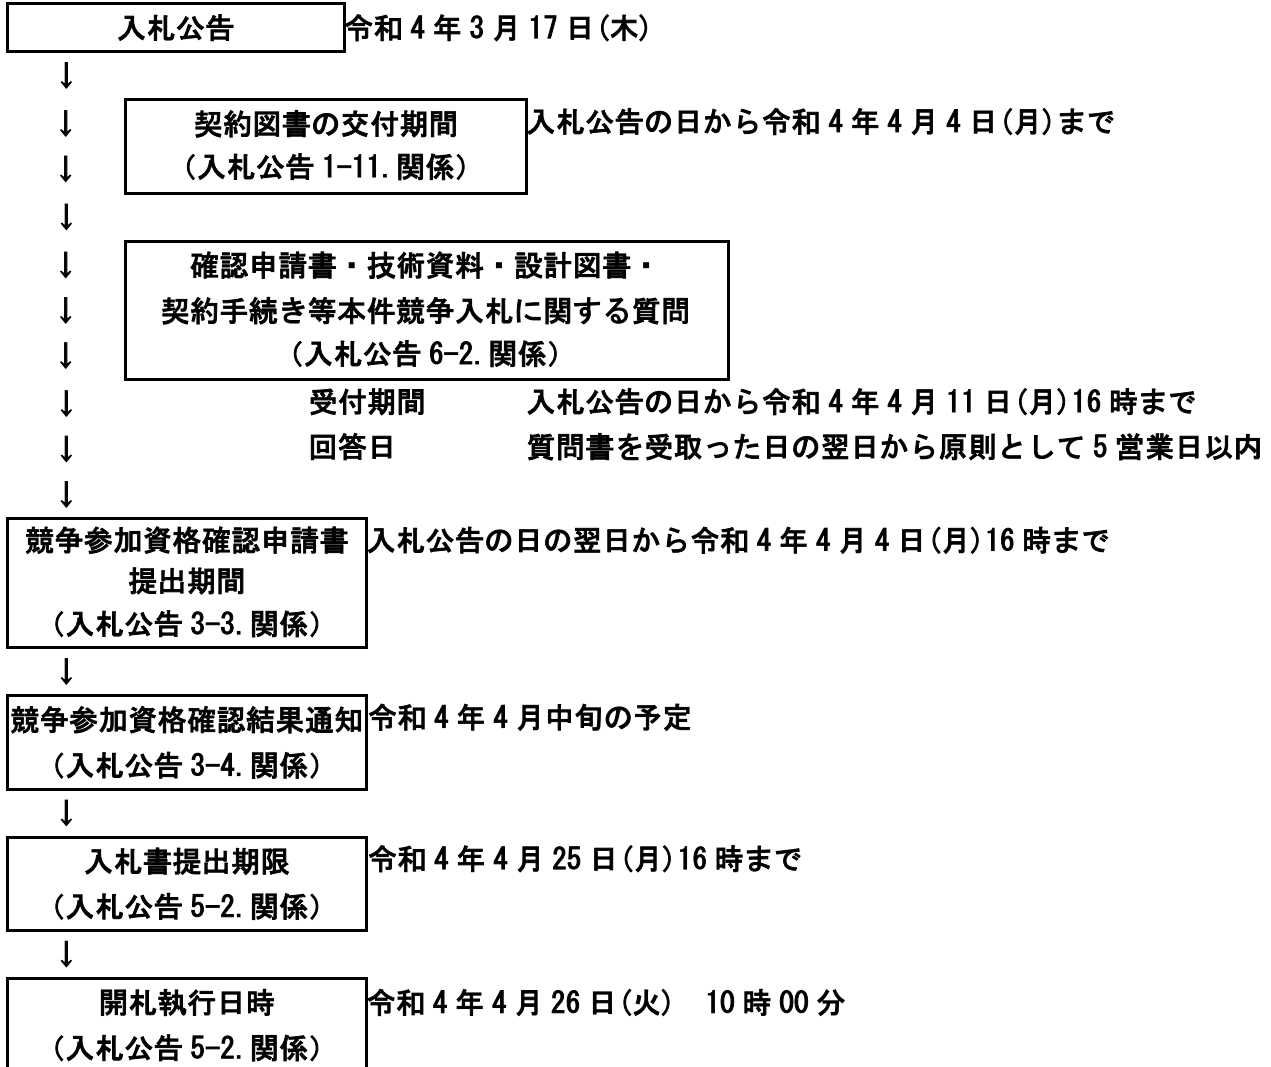 入札公告 令和4年3月17日(木)
↓
↓ 契約図書の交付期間 入札公告の日から令和4年4月4日(月)まで
↓ (入札公告1-11.関係)
↓
↓ 確認申請書・技術資料・設計図書・
↓ 契約手続き等本件競争入札に関する質問
↓ (入札公告6-2.関係)
↓ 受付期間 入札公告の日から令和4年4月11日(月)16時まで
↓ 回答日 質問書を受取った日の翌日から原則として5営業日以内
↓
競争参加資格確認申請書 入札公告の日の翌日から令和4年4月4日(月)16時まで
提出期間
(入札公告3-3.関係)
↓
競争参加資格確認結果通知 令和4年4月中旬の予定
(入札公告3-4.関係)
↓
入札書提出期限 令和4年4月25日(月)16時まで
(入札公告5-2.関係)
↓
開札執行日時 令和4年4月26日(火) 10時00分
(入札公告5-2.関係)